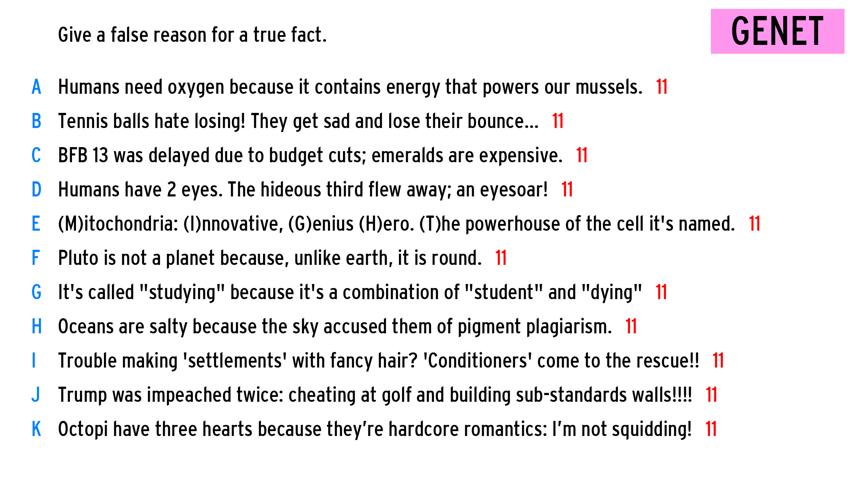 Give a false reason for a true fact.
GENET
A Humans need oxygen because it contains energy that powers our mussels. 11
B Tennis balls hate losing! They get sad and lose their bounce... 11
C BFB 13 was delayed due to budget cuts; emeralds are expensive. 11
D Humans have 2 eyes. The hideous third flew away; an eyesoar! 11
E (M)itochondria: (I)nnovative, (G)enius (H)ero. (T)he powerhouse of the cell it's named. 11
F Pluto is not a planet because, unlike earth, it is round. 11
G It's called "studying" because it's a combination of "student" and "dying" 11
H Oceans are salty because the sky accused them of pigment plagiarism. 11
I Trouble making 'settlements' with fancy hair? 'Conditioners' come to the rescue!! 11
J Trump was impeached twice: cheating at golf and building sub-standards walls!!!! 11
K Octopi have three hearts because they’re hardcore romantics: I’m not squidding! 11